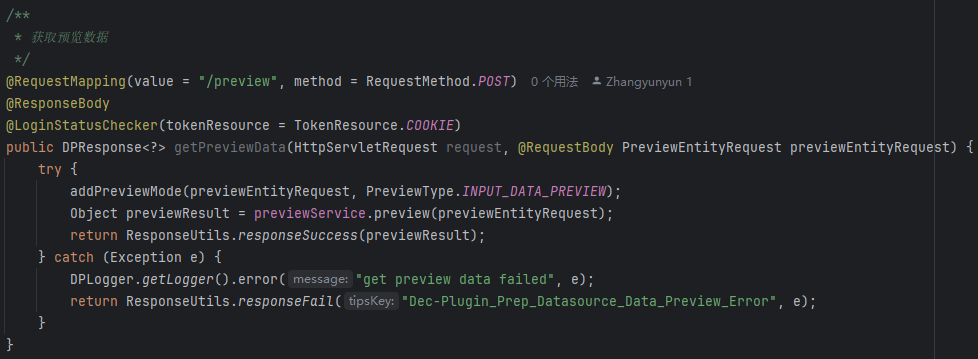 /**
 * 获取预览数据
 */
@RequestMapping(value = "/preview", method = RequestMethod.POST) 0 个用法 Zhangyunyun 1
@ResponseBody
@LoginStatusChecker(tokenResource = TokenResource.COOKIE)
public DPResponse<?> getPreviewData(HttpServletRequest request, @RequestBody PreviewEntityRequest previewEntityRequest) {
    try {
        addPreviewMode(previewEntityRequest, PreviewType.INPUT_DATA_PREVIEW);
        Object previewResult = previewService.preview(previewEntityRequest);
        return ResponseUtils.responseSuccess(previewResult);
    } catch (Exception e) {
        DPLogger.getLogger().error( message: "get preview data failed", e);
        return ResponseUtils.responseFail( tipsKey: "Dec-Plugin_Prep_Datasource_Data_Preview_Error", e);
    }
}